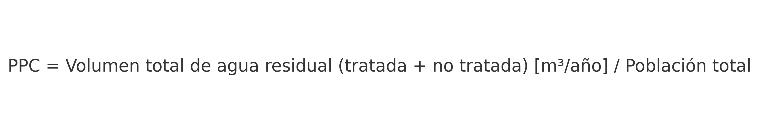 PPC = Volumen total de agua residual (tratada + no tratada) [m³/año] / Población total